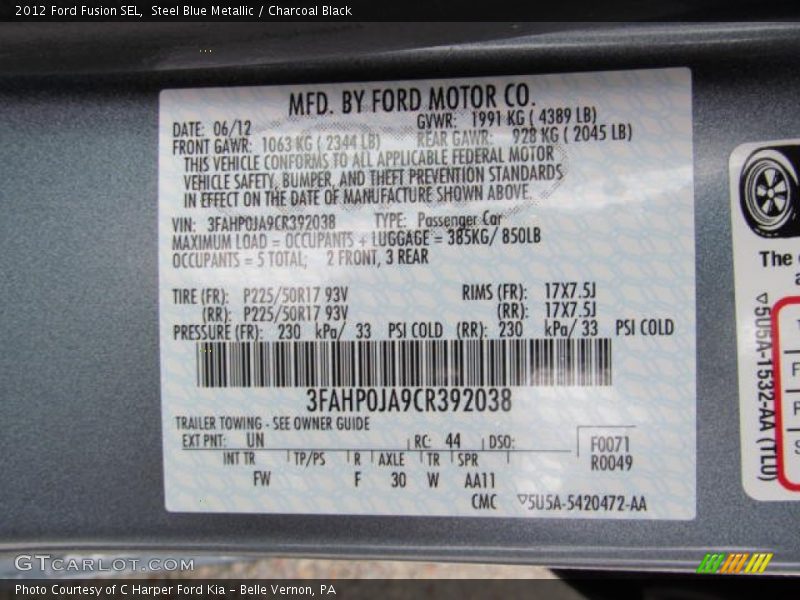 2012 Ford Fusion SEL,  Steel Blue Metallic / Charcoal Black
MFD. BY FORD MOTOR CO.
DATE: 06/12 GVWR: 1991 KG ( 4389 LB)
FRONT GAWR: 1063 KG ( 2344 LB) REAR GAWR: 928 KG ( 2045 LB)
THIS VEHICLE CONFORMS TO ALL APPLICABLE FEDERAL MOTOR
VEHICLE SAFETY, BUMPER, AND THEFT PREVENTION STANDARDS
IN EFFECT ON THE DATE OF MANUFACTURE SHOWN ABOVE.
VIN: 3FAHP0JA9CR392038 TYPE: Passenger Car
MAXIMUM LOAD = OCCUPANTS + LUGGAGE = 385KG/ 850LB
OCCUPANTS = 5 TOTAL; 2 FRONT, 3 REAR
TIRE (FR): P225/50R17 93V RIMS (FR): 17X7.5J
(RR): P225/50R17 93V (RR): 17X7.5J
PRESSURE (FR): 230 kPa/ 33 PSI COLD (RR): 230 kPa/ 33 PSI COLD
3FAHP0JA9CR392038
TRAILER TOWING - SEE OWNER GUIDE
EXT PNT: UN RC: 44 DSO: F0071
INT TR TP/PS R AXLE TR SPR R0049
FW F 30 W AA11
CMC 5U5A-5420472-AA
The
5U5A-1532-AA (TLU)
GTCARLOT.COM
Photo Courtesy of C Harper Ford Kia - Belle Vernon, PA